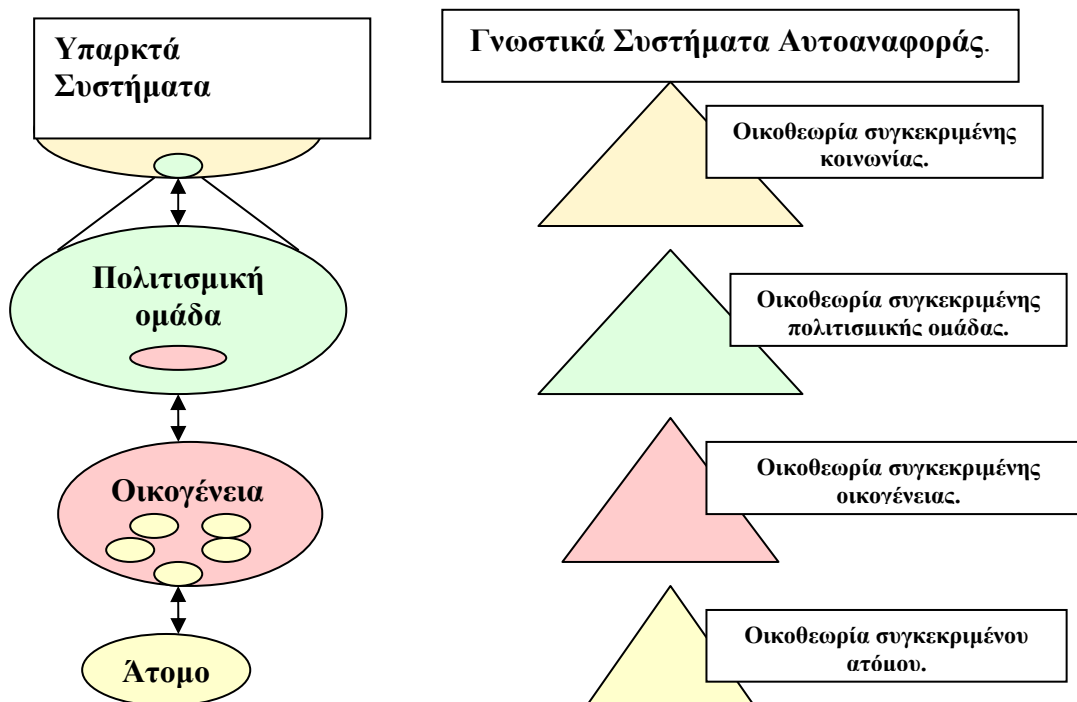 Υπαρκτά
Συστήματα
Γνωστικά Συστήματα Αυτοαναφοράς.
Οικοθεωρία συγκεκριμένης
κοινωνίας.
Πολιτισμική
ομάδα
Οικοθεωρία συγκεκριμένης
πολιτισμικής ομάδας.
Οικογένεια
Οικοθεωρία συγκεκριμένης
οικογένειας.
Άτομο
Οικοθεωρία συγκεκριμένου
ατόμου.